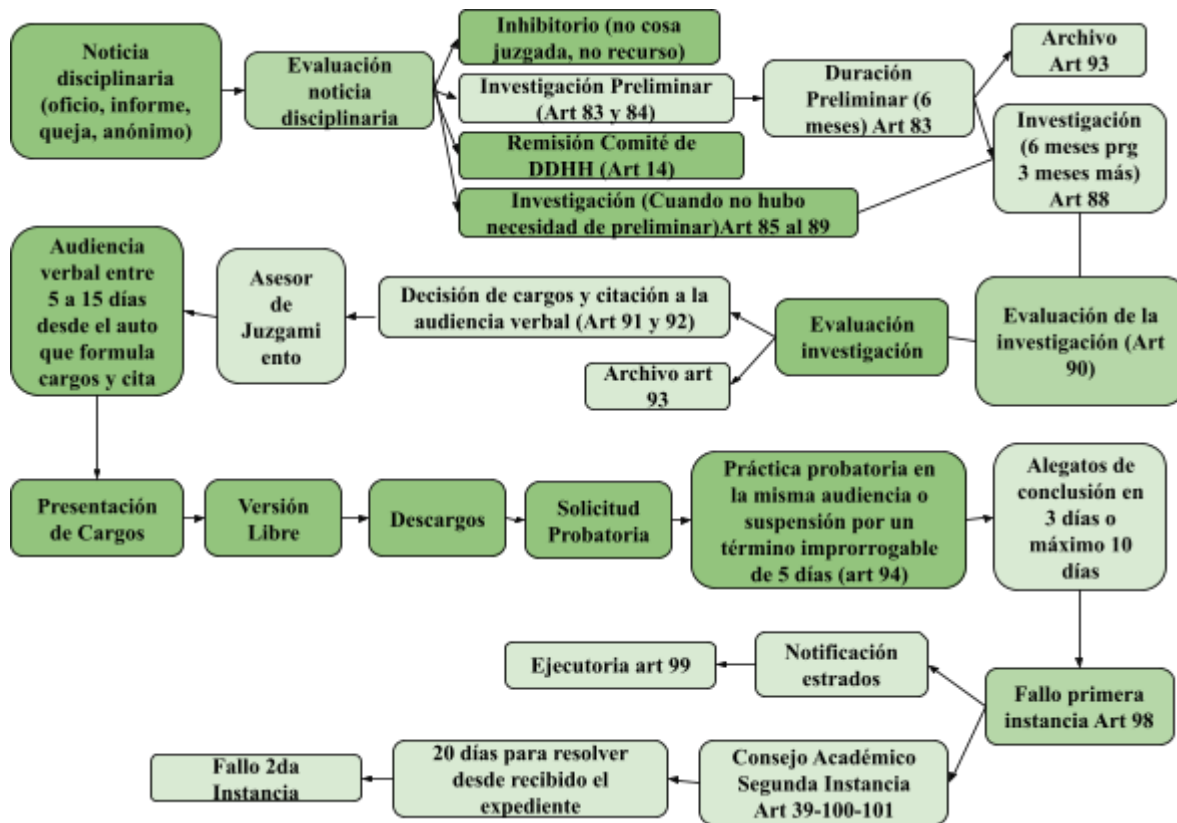 Noticia
disciplinaria
(oficio, informe,
queja, anónimo)
Evaluación
noticia
disciplinaria
Inhibitorio (no cosa
juzgada, no recurso)
Investigación Preliminar
(Art 83 y 84)
Remisión Comité de
DDHH (Art 14)
Investigación (Cuando no hubo
necesidad de preliminar)Art 85 al 89
Duración
Preliminar (6
meses) Art 83
Archivo
Art 93
Investigación
(6 meses prg
3 meses más)
Art 88
Evaluación de la
investigación (Art
90)
Evaluación
investigación
Decisión de cargos y citación a la
audiencia verbal (Art 91 y 92)
Archivo art
93
Asesor
de
Juzgami
ento
Audiencia
verbal entre
5 a 15 días
desde el auto
que formula
cargos y cita
Presentación
de Cargos
Versión
Libre
Descargos
Solicitud
Probatoria
Práctica probatoria en
la misma audiencia o
suspensión por un
término improrrogable
de 5 días (art 94)
Alegatos de
conclusión en
3 días o
máximo 10
días
Fallo primera
instancia Art 98
Notificación
estrados
Ejecutoria art 99
Consejo Académico
Segunda Instancia
Art 39-100-101
20 días para resolver
desde recibido el
expediente
Fallo 2da
Instancia